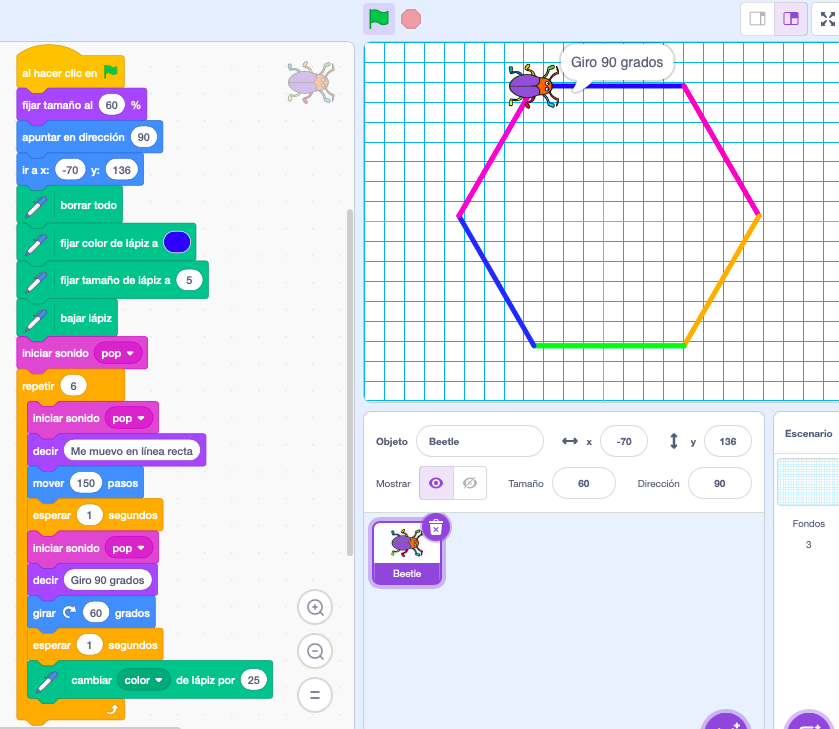 al hacer clic en
fijar tamaño al 60 %
apuntar en dirección 90
ir a x: -70 y: 136
borrar todo
fijar color de lápiz a
fijar tamaño de lápiz a 5
bajar lápiz
iniciar sonido pop
repetir 6
iniciar sonido pop
decir Me muevo en línea recta
mover 150 pasos
esperar 1 segundos
iniciar sonido pop
decir Giro 90 grados
girar 60 grados
esperar 1 segundos
cambiar color de lápiz por 25
Giro 90 grados
Objeto Beetle x -70 y 136
Mostrar Tamaño 60 Dirección 90
Beetle
Escenario
Fondos
3